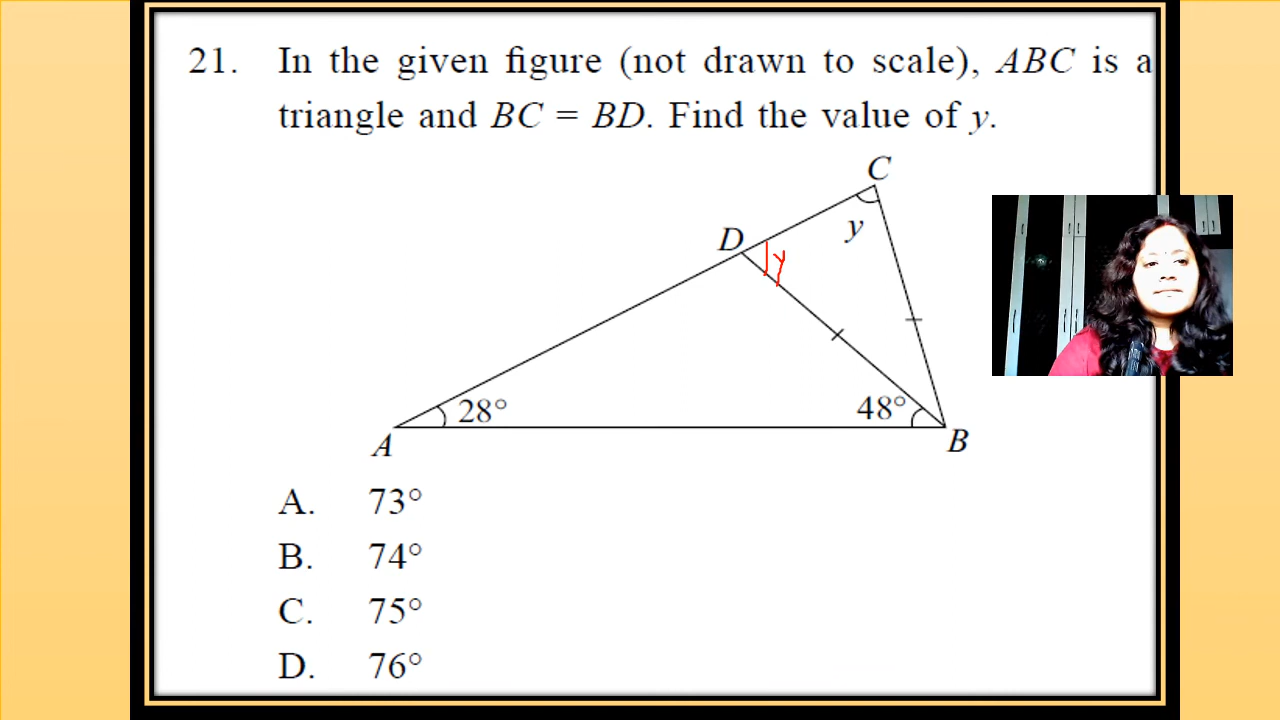 21. In the given figure (not drawn to scale), ABC is a
triangle and BC = BD. Find the value of y.
C
D
y
y
28°
48°
A
B
A. 73°
B. 74°
C. 75°
D. 76°